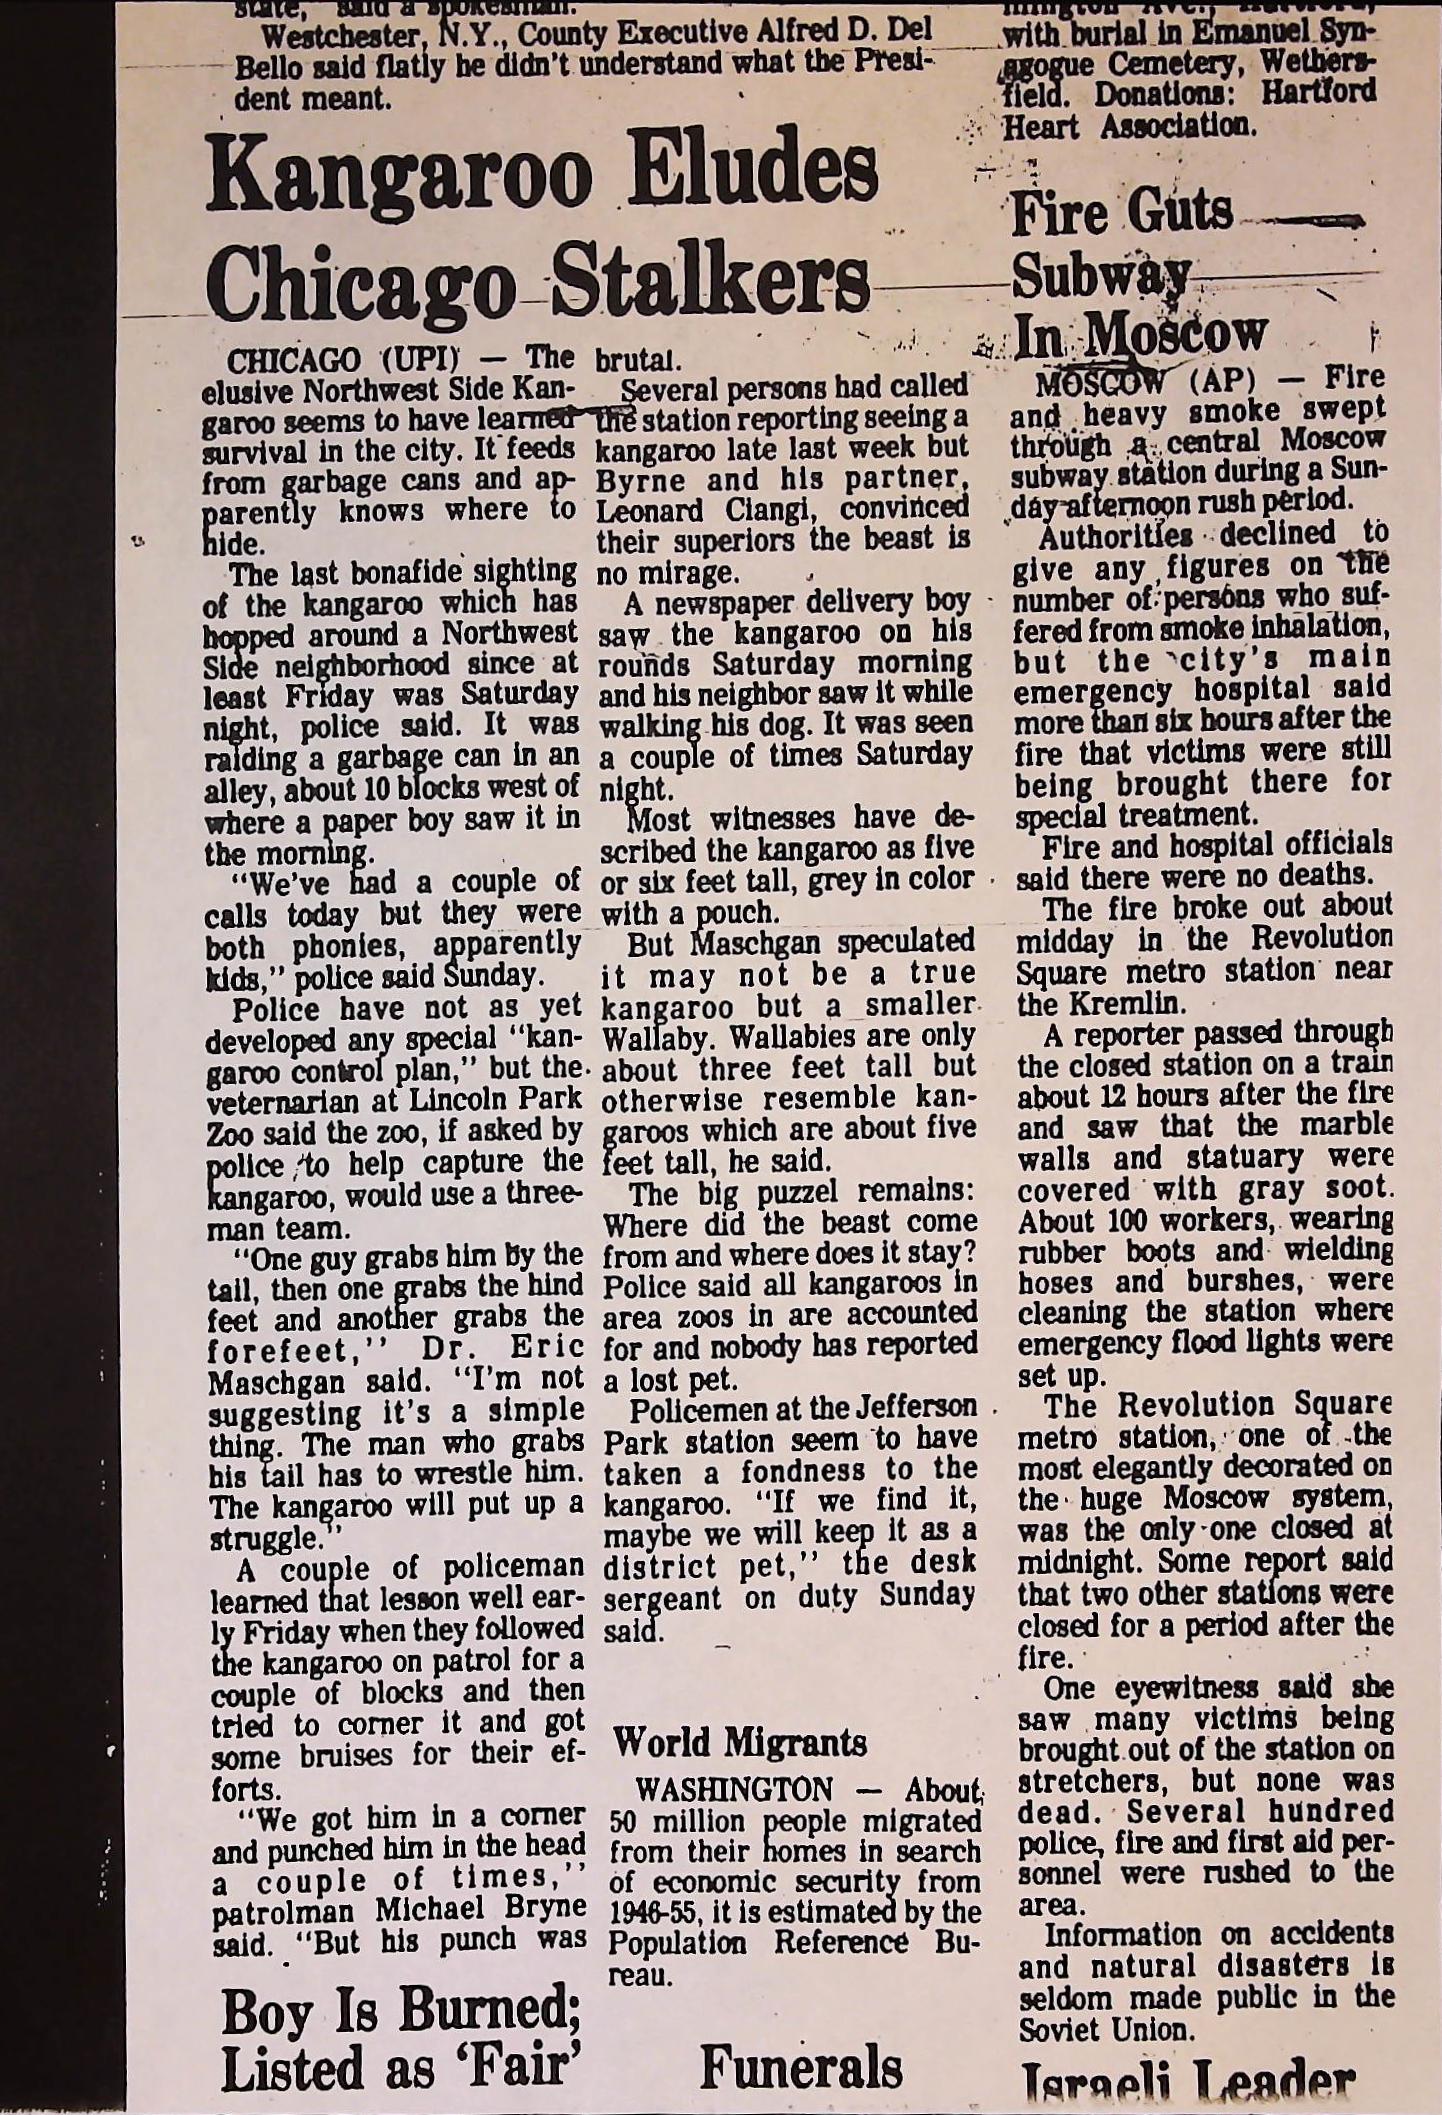 state," said a spokesman.
Westchester, N.Y., County Executive Alfred D. Del
Bello said flatly he didn't understand what the Presi-
dent meant.
Kangaroo Eludes
Chicago Stalkers
CHICAGO (UPI) — The
elusive Northwest Side Kan-
garoo seems to have learned
survival in the city. It feeds
from garbage cans and ap-
parently knows where to
hide.
The last bonafide sighting
of the kangaroo which has
hopped around a Northwest
Side neighborhood since at
least Friday was Saturday
night, police said. It was
raiding a garbage can in an
alley, about 10 blocks west of
where a paper boy saw it in
the morning.
"We've had a couple of
calls today but they were
both phonies, apparently
kids," police said Sunday.
Police have not as yet
developed any special "kan-
garoo control plan," but the
veternarian at Lincoln Park
Zoo said the zoo, if asked by
police to help capture the
kangaroo, would use a three-
man team.
"One guy grabs him by the
tail, then one grabs the hind
feet and another grabs the
forefeet," Dr. Eric
Maschgan said. "I'm not
suggesting it's a simple
thing. The man who grabs
his tail has to wrestle him.
The kangaroo will put up a
struggle."
A couple of policeman
learned that lesson well ear-
ly Friday when they followed
the kangaroo on patrol for a
couple of blocks and then
tried to corner it and got
some bruises for their ef-
forts.
"We got him in a corner
and punched him in the head
a couple of times,"
patrolman Michael Bryne
said. "But his punch was
brutal.
Several persons had called
the station reporting seeing a
kangaroo late last week but
Byrne and his partner,
Leonard Ciangi, convinced
their superiors the beast is
no mirage.
A newspaper delivery boy
saw the kangaroo on his
rounds Saturday morning
and his neighbor saw it while
walking his dog. It was seen
a couple of times Saturday
night.
Most witnesses have de-
scribed the kangaroo as five
or six feet tall, grey in color
with a pouch.
But Maschgan speculated
it may not be a true
kangaroo but a smaller
Wallaby. Wallabies are only
about three feet tall but
otherwise resemble kan-
garoos which are about five
feet tall, he said.
The big puzzel remains:
Where did the beast come
from and where does it stay?
Police said all kangaroos in
area zoos in are accounted
for and nobody has reported
a lost pet.
Policemen at the Jefferson
Park station seem to have
taken a fondness to the
kangaroo. "If we find it,
maybe we will keep it as a
district pet," the desk
sergeant on duty Sunday
said.
World Migrants
WASHINGTON — About
50 million people migrated
from their homes in search
of economic security from
1946-55, it is estimated by the
Population Reference Bu-
reau.
Boy Is Burned;
Listed as 'Fair'
Funerals
with burial in Emanuel Syn-
agogue Cemetery, Wethers-
field. Donations: Hartford
Heart Association.
Fire Guts
Subway
In Moscow
MOSCOW (AP) — Fire
and heavy smoke swept
through a central Moscow
subway station during a Sun-
day afternoon rush period.
Authorities declined to
give any figures on the
number of persons who suf-
fered from smoke inhalation,
but the city's main
emergency hospital said
more than six hours after the
fire that victims were still
being brought there for
special treatment.
Fire and hospital officials
said there were no deaths.
The fire broke out about
midday in the Revolution
Square metro station near
the Kremlin.
A reporter passed through
the closed station on a train
about 12 hours after the fire
and saw that the marble
walls and statuary were
covered with gray soot.
About 100 workers, wearing
rubber boots and wielding
hoses and burshes, were
cleaning the station where
emergency flood lights were
set up.
The Revolution Square
metro station, one of the
most elegantly decorated on
the huge Moscow system,
was the only one closed at
midnight. Some report said
that two other stations were
closed for a period after the
fire.
One eyewitness said she
saw many victims being
brought out of the station on
stretchers, but none was
dead. Several hundred
police, fire and first aid per-
sonnel were rushed to the
area.
Information on accidents
and natural disasters is
seldom made public in the
Soviet Union.
Israeli Leader